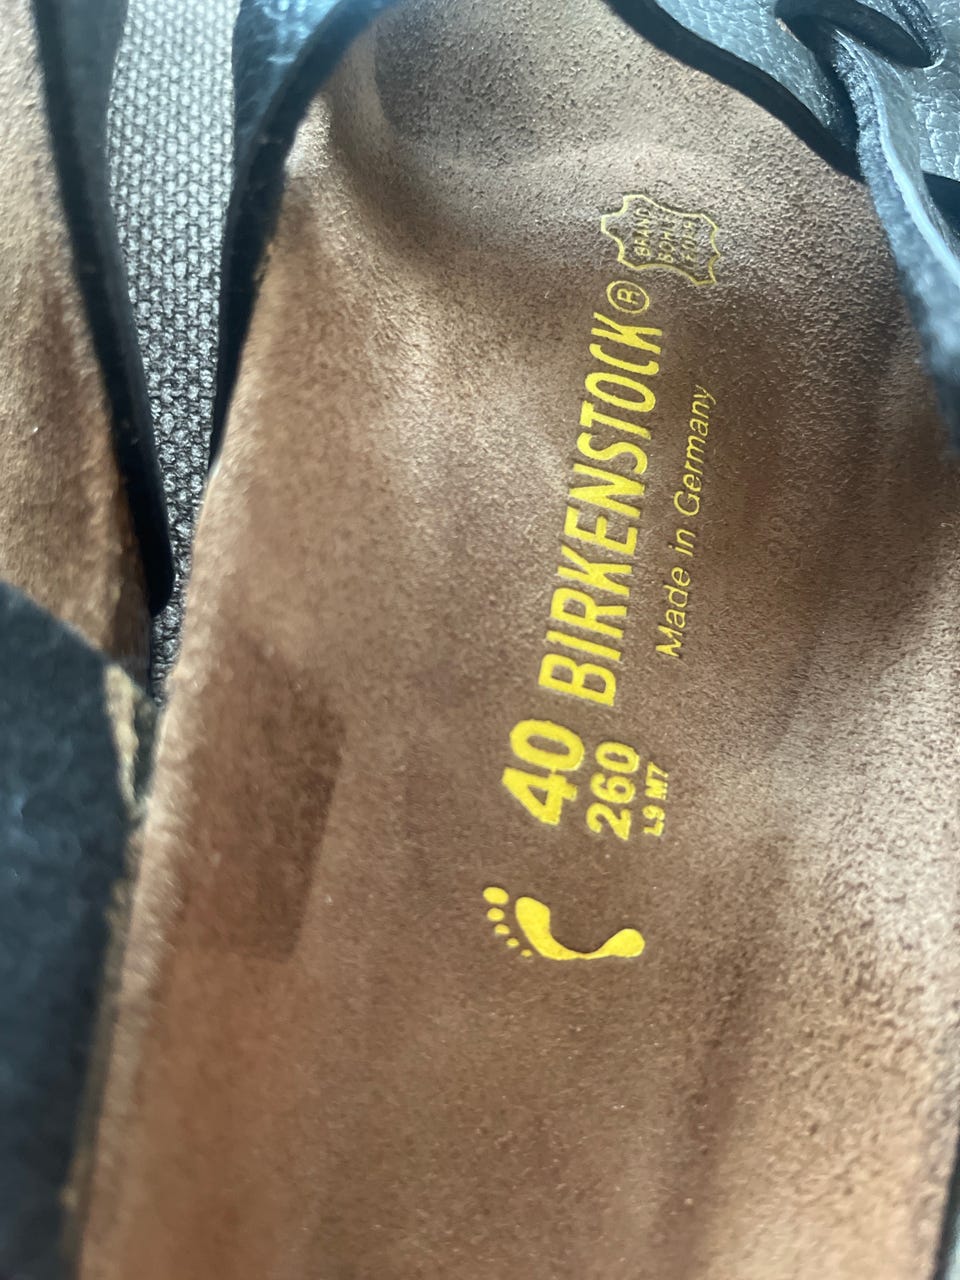 40 BIRKENSTOCK®
260
L9 M7
Made in Germany